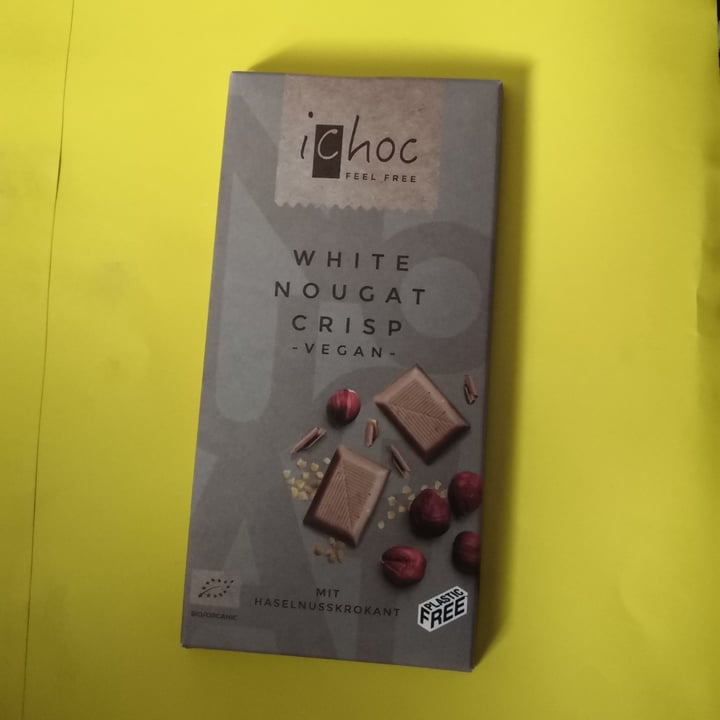 iChoc
FEEL FREE
WHITE
NOUGAT
CRISP
-VEGAN-
MIT
HASELNUSSKROKANT
PLASTIC
FREE
BIO/ORGANIC